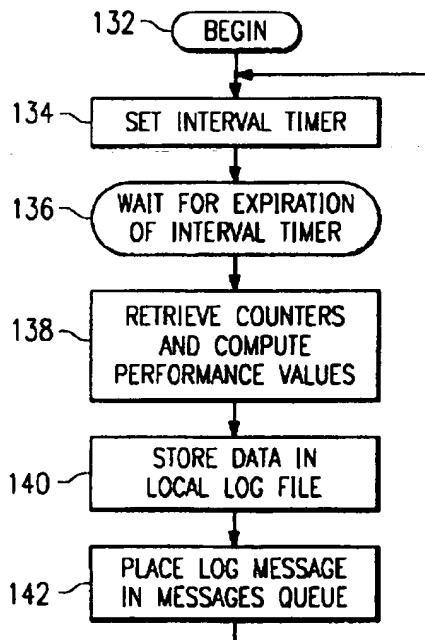 132
BEGIN
134
SET INTERVAL TIMER
136
WAIT FOR EXPIRATION
OF INTERVAL TIMER
138
RETRIEVE COUNTERS
AND COMPUTE
PERFORMANCE VALUES
140
STORE DATA IN
LOCAL LOG FILE
142
PLACE LOG MESSAGE
IN MESSAGES QUEUE